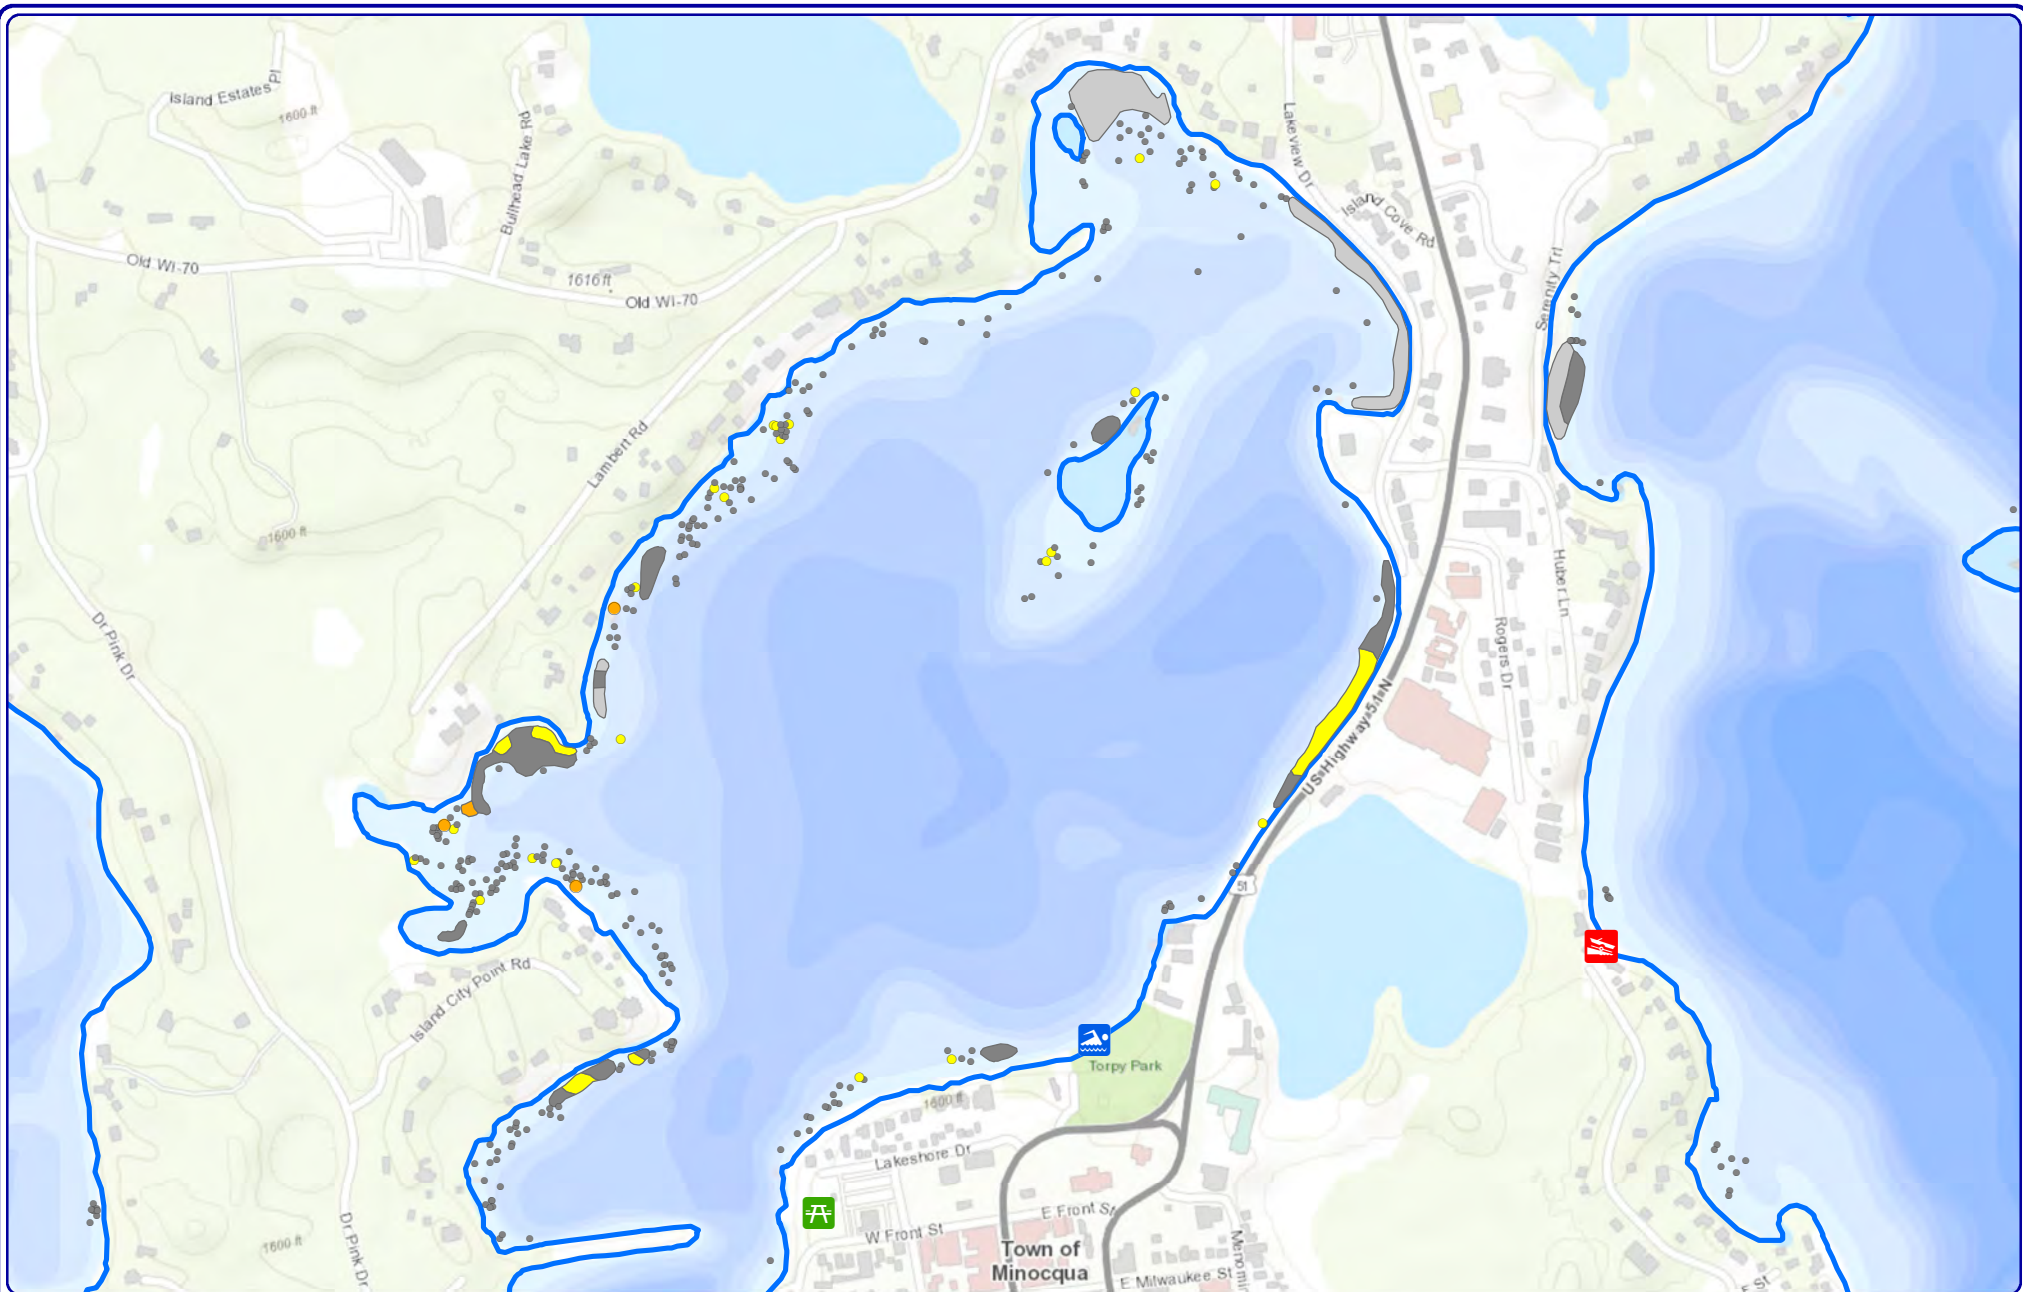 Island Estates Pl
1600 ft
Bullhead Lake Rd
Lakeview Dr
Island Cove Rd
Old WI-70
1616 ft
Old WI-70
Serenity Trl
Lambert Rd
1600 ft
Huber Ln
Rogers Dr
Dr Pink Dr
US Highway 51 N
51
Island City Point Rd
Torpy Park
1600 ft
Lakeshore Dr
Dr Pink Dr
1600 ft
W Front St
E Front St
Town of
Minocqua
E Milwaukee St
E St